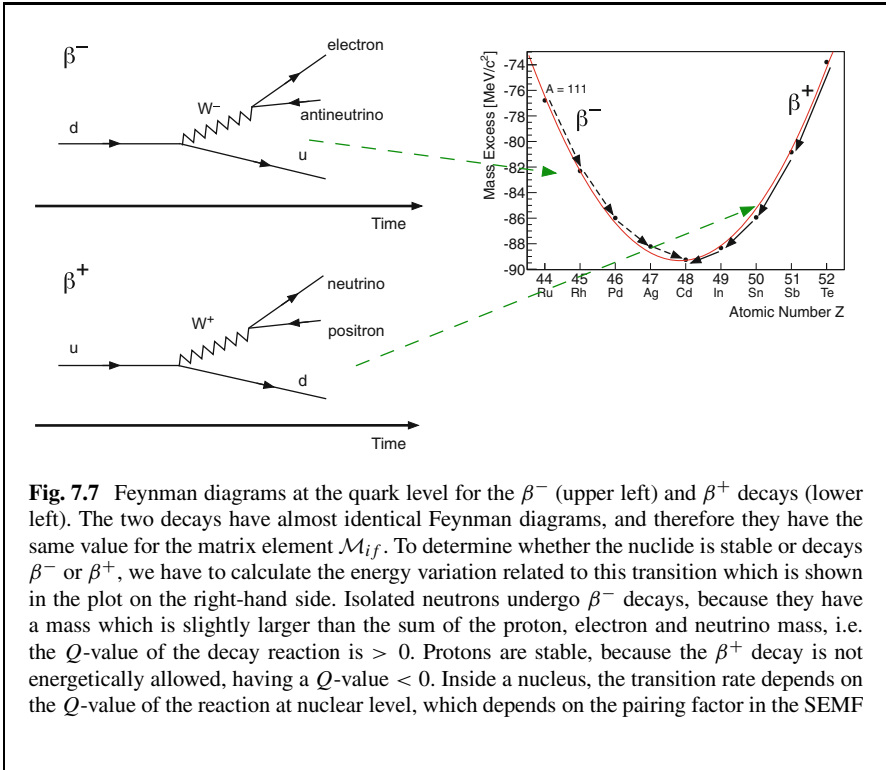 β−
electron
W−
antineutrino
d
u
Time
β+
neutrino
W+
positron
u
d
Time
Mass Excess [MeV/c²]
-74
-76
-78
-80
-82
-84
-86
-88
-90
A = 111
β−
β+
44 45 46 47 48 49 50 51 52
Ru Rh Pd Ag Cd In Sn Sb Te
Atomic Number Z
Fig. 7.7 Feynman diagrams at the quark level for the β− (upper left) and β+ decays (lower
left). The two decays have almost identical Feynman diagrams, and therefore they have the
same value for the matrix element ℳif. To determine whether the nuclide is stable or decays
β− or β+, we have to calculate the energy variation related to this transition which is shown
in the plot on the right-hand side. Isolated neutrons undergo β− decays, because they have
a mass which is slightly larger than the sum of the proton, electron and neutrino mass, i.e.
the Q-value of the decay reaction is > 0. Protons are stable, because the β+ decay is not
energetically allowed, having a Q-value < 0. Inside a nucleus, the transition rate depends on
the Q-value of the reaction at nuclear level, which depends on the pairing factor in the SEMF